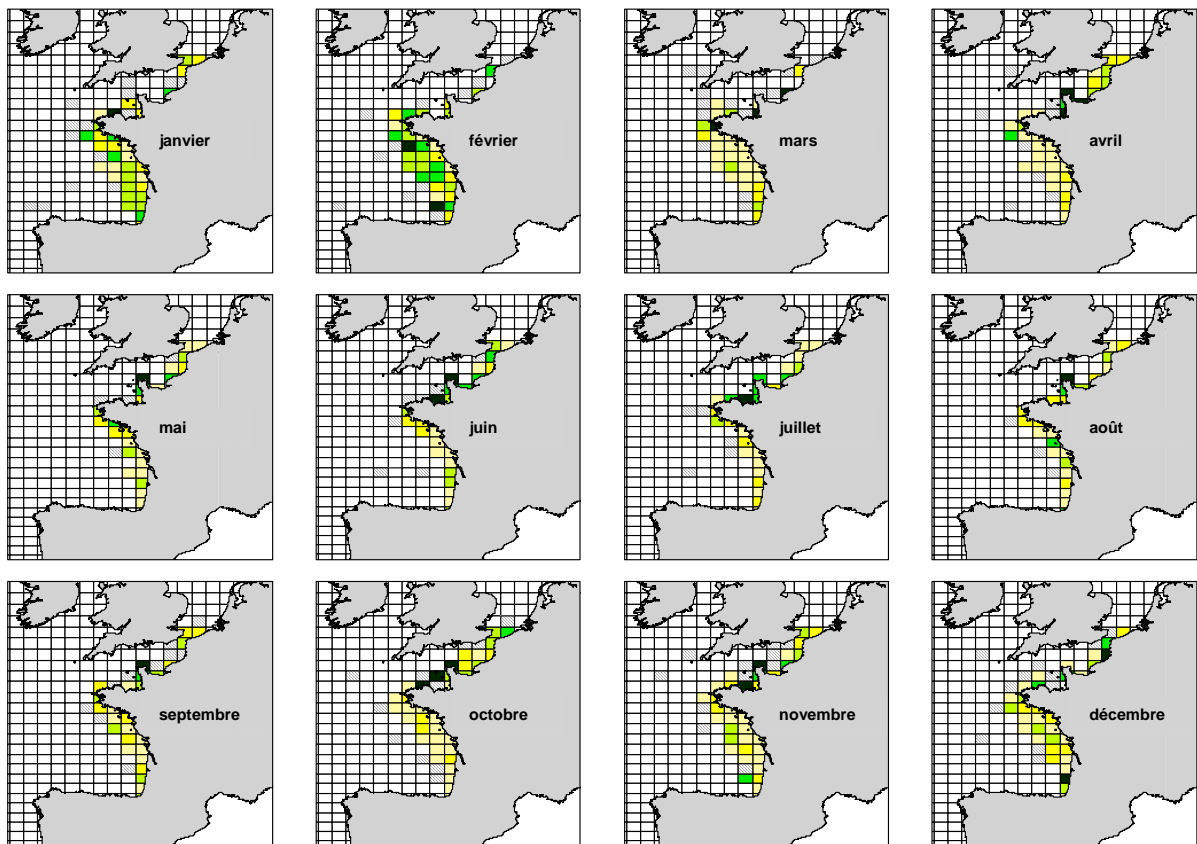 janvier
février
mars
avril
mai
juin
juillet
août
septembre
octobre
novembre
décembre